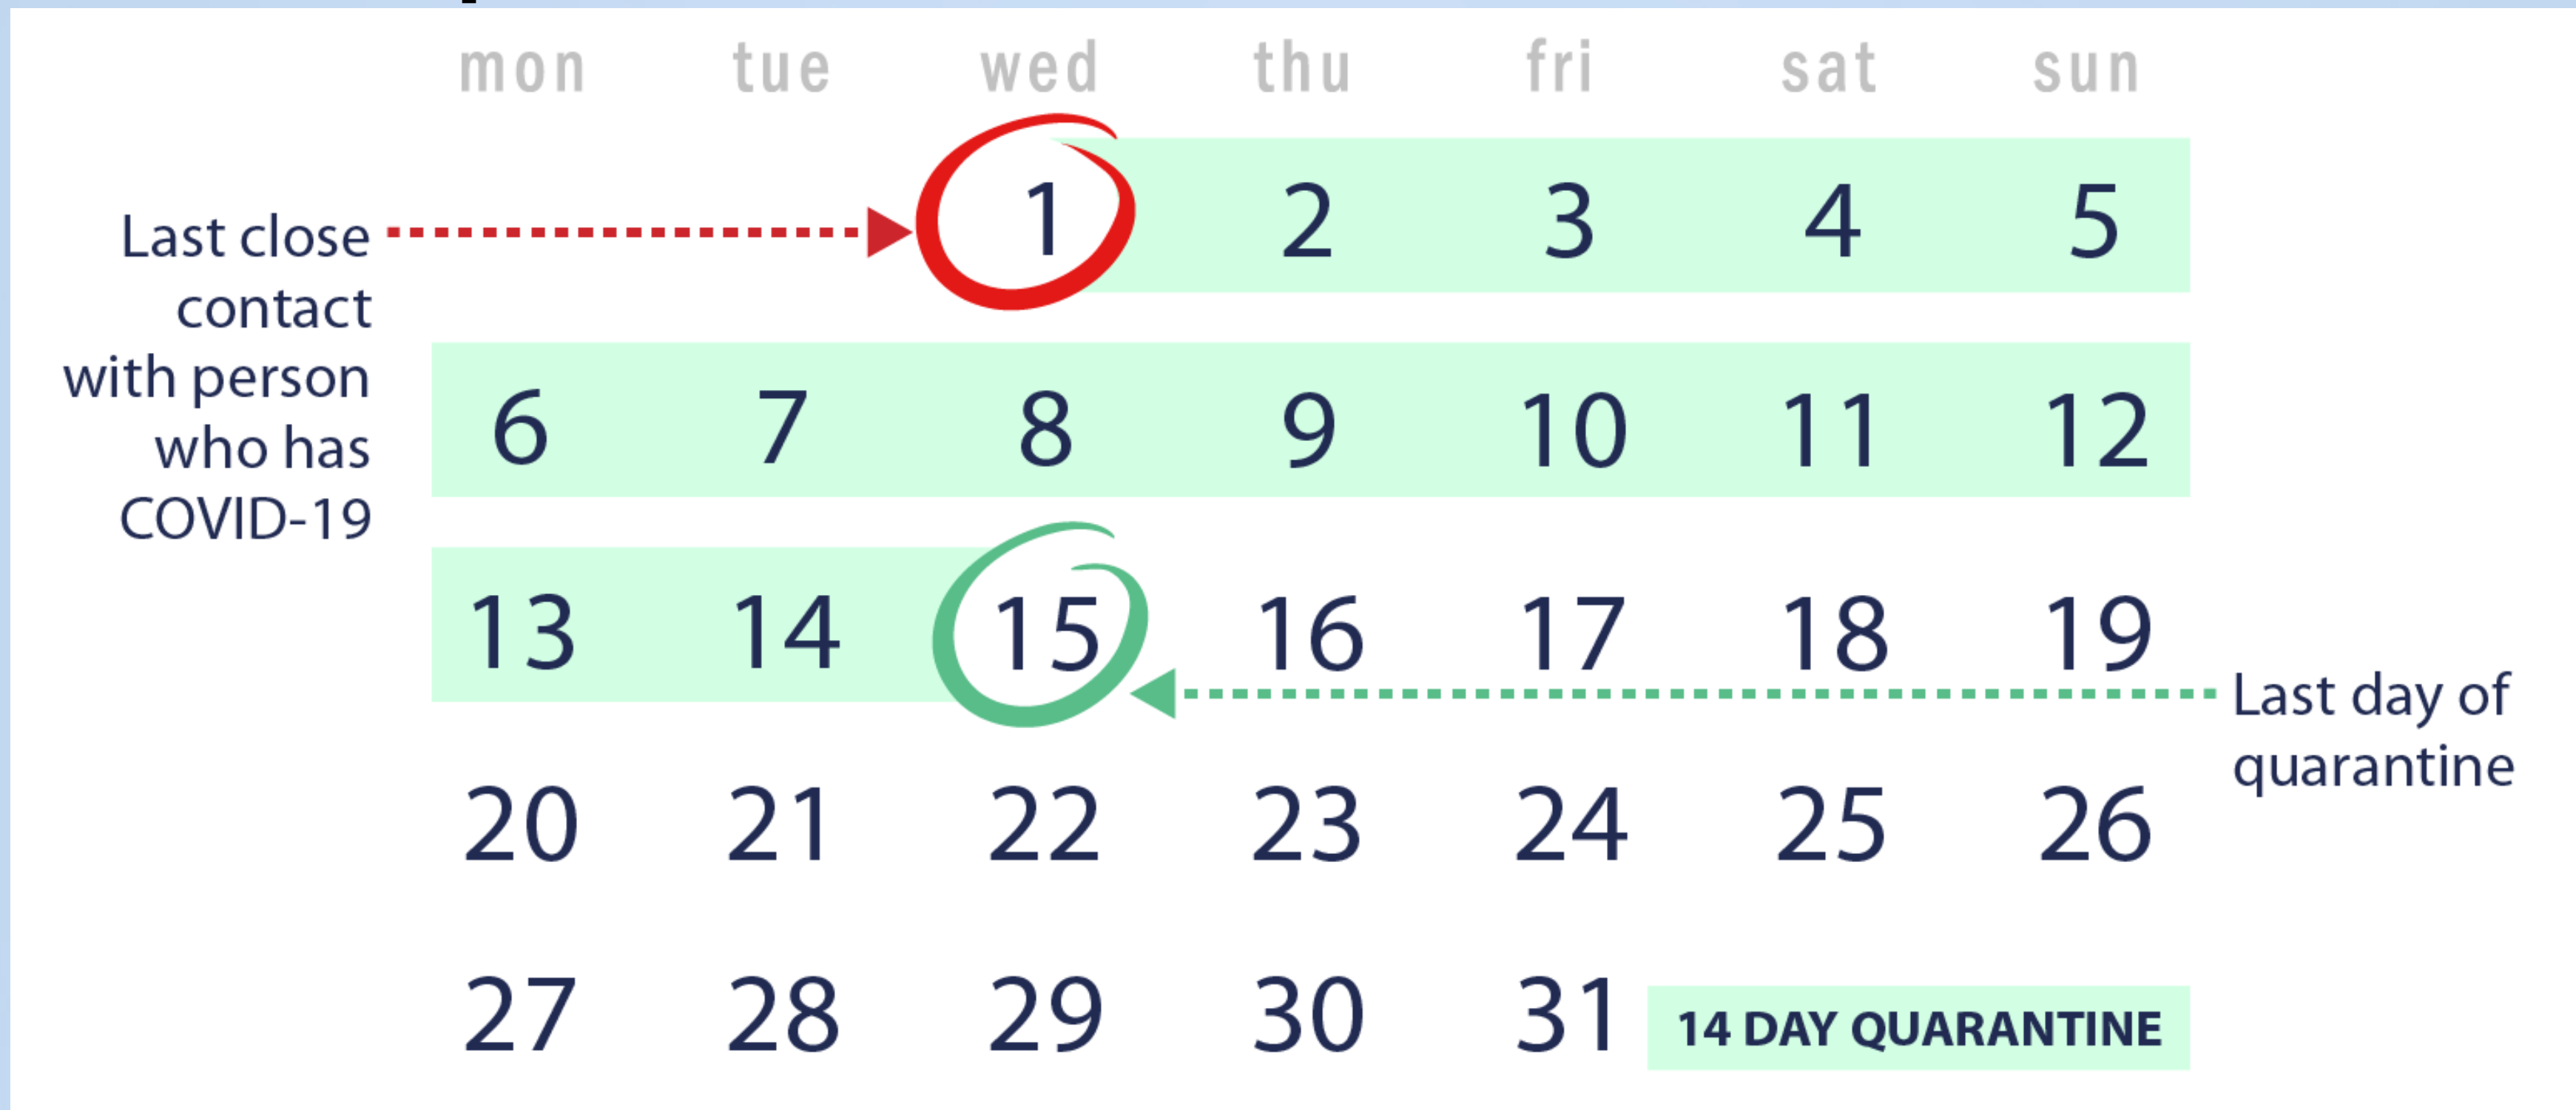 mon tue wed thu fri sat sun
1 2 3 4 5
Last close
contact
with person
who has
COVID-19
6 7 8 9 10 11 12
13 14 15 16 17 18 19
Last day of
quarantine
20 21 22 23 24 25 26
27 28 29 30 31
14 DAY QUARANTINE